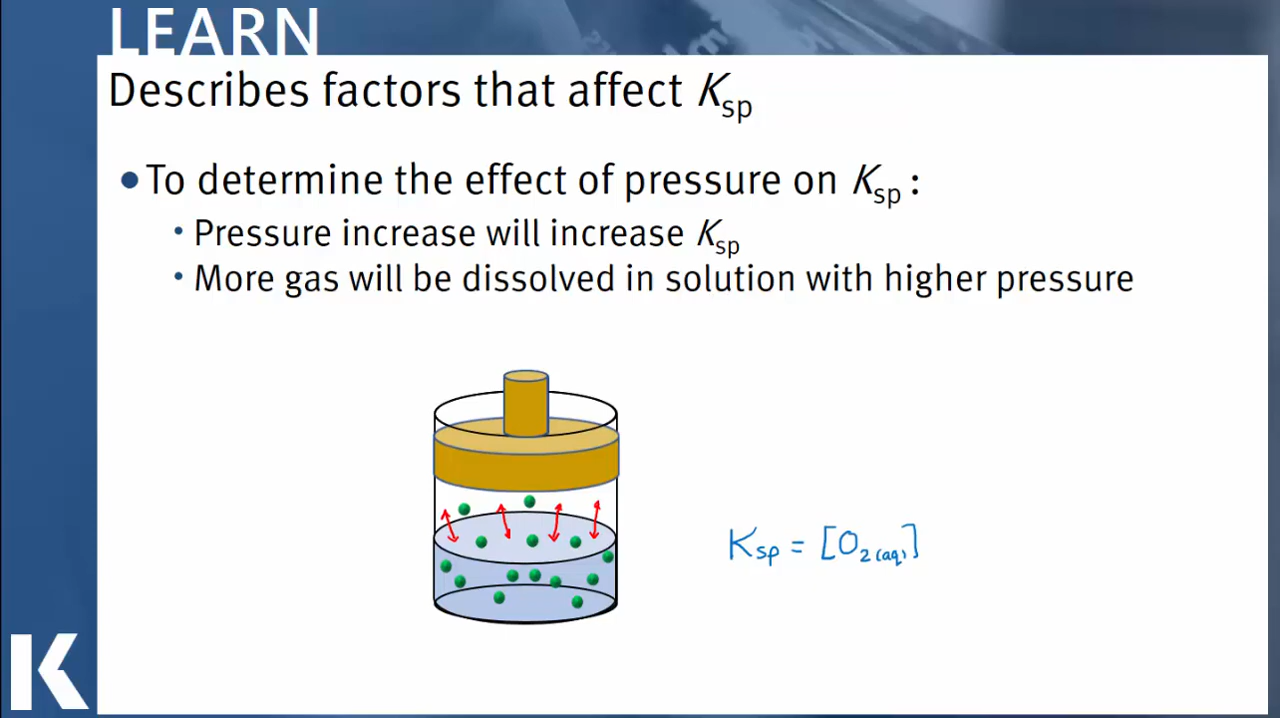 LEARN
Describes factors that affect Ksp
• To determine the effect of pressure on Ksp :
• Pressure increase will increase Ksp
• More gas will be dissolved in solution with higher pressure
Ksp = [O2(aq)]
K